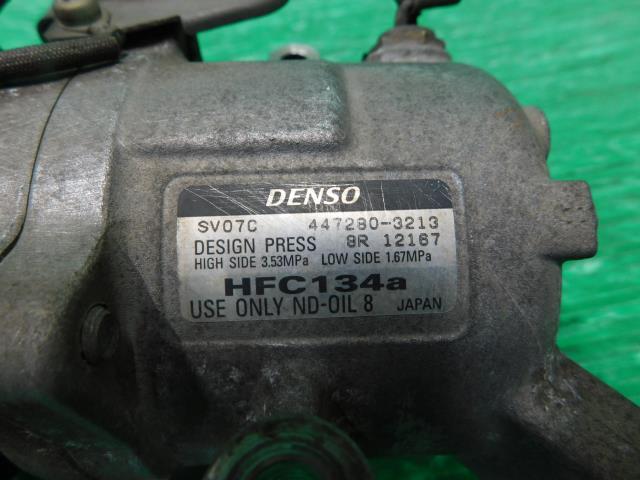 DENSO
SV07C 447280-3213
DESIGN PRESS 8R 12167
HIGH SIDE 3.53MPa LOW SIDE 1.67MPa
HFC134a
USE ONLY ND-OIL 8 JAPAN